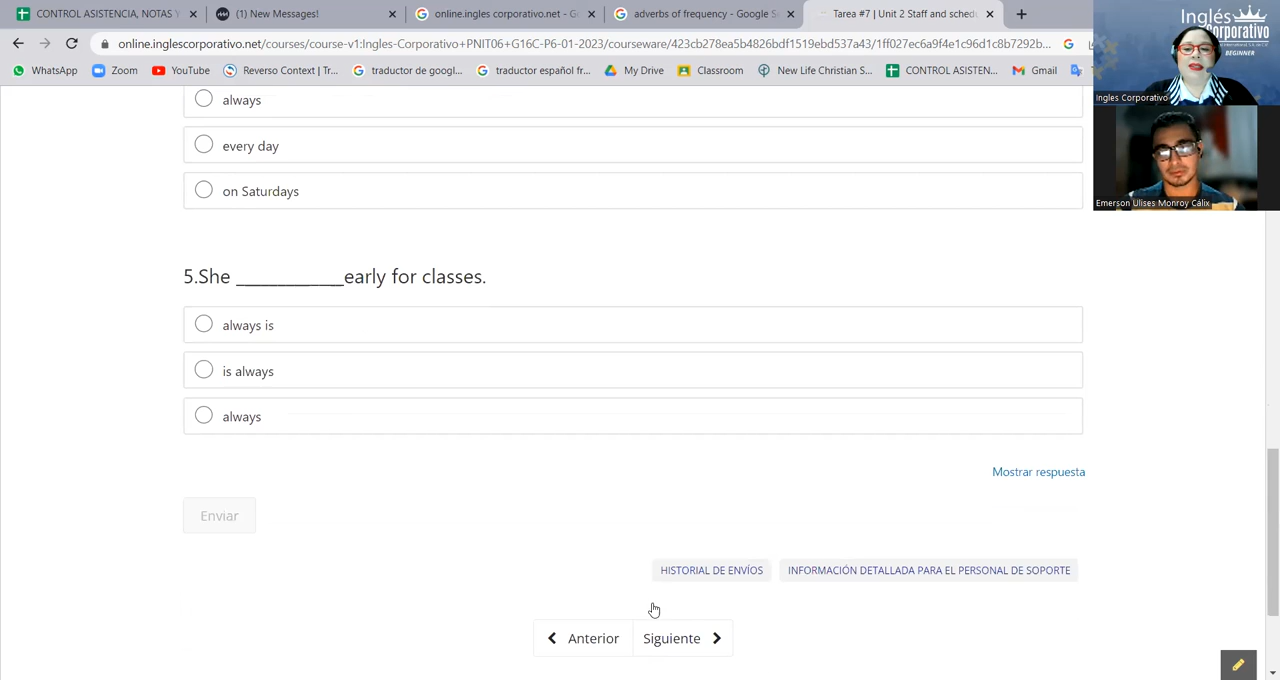 CONTROL ASISTENCIA, NOTAS Y
(1) New Messages!
online.ingles corporativo.net - G
adverbs of frequency - Google S
Tarea #7 | Unit 2 Staff and sched
online.inglescorporativo.net/courses/course-v1:Ingles-Corporativo+PNIT06+G16C-P6-01-2023/courseware/423cb278ea5b4826bdf1519ebd537a43/1ff027ec6a9f4e1c96d1c8b7292b...
WhatsApp
Zoom
YouTube
Reverso Context | Tr...
traductor de googl...
traductor español fr...
My Drive
Classroom
New Life Christian S...
CONTROL ASISTEN...
Gmail
Inglés
Corporativo
BEGINNER
Ingles Corporativo
Emerson Ulises Monroy Cálix
always
every day
on Saturdays
5.She _____________early for classes.
always is
is always
always
Mostrar respuesta
Enviar
HISTORIAL DE ENVÍOS
INFORMACIÓN DETALLADA PARA EL PERSONAL DE SOPORTE
Anterior
Siguiente